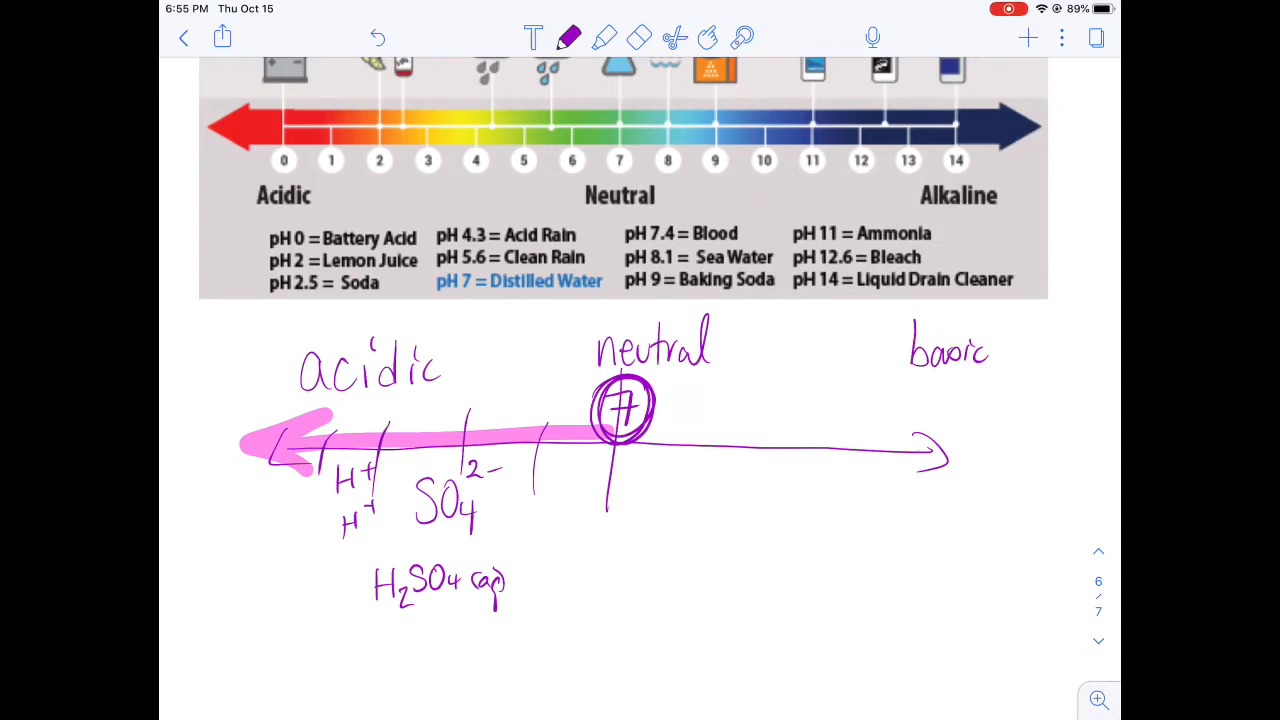 6:55 PM Thu Oct 15 89%
T
0 1 2 3 4 5 6 7 8 9 10 11 12 13 14
Acidic Neutral Alkaline
pH 0 = Battery Acid pH 4.3 = Acid Rain pH 7.4 = Blood pH 11 = Ammonia
pH 2 = Lemon Juice pH 5.6 = Clean Rain pH 8.1 = Sea Water pH 12.6 = Bleach
pH 2.5 = Soda pH 7 = Distilled Water pH 9 = Baking Soda pH 14 = Liquid Drain Cleaner
acidic neutral basic
7
H+ SO4 2-
H+
H2SO4 (aq)
6
/
7